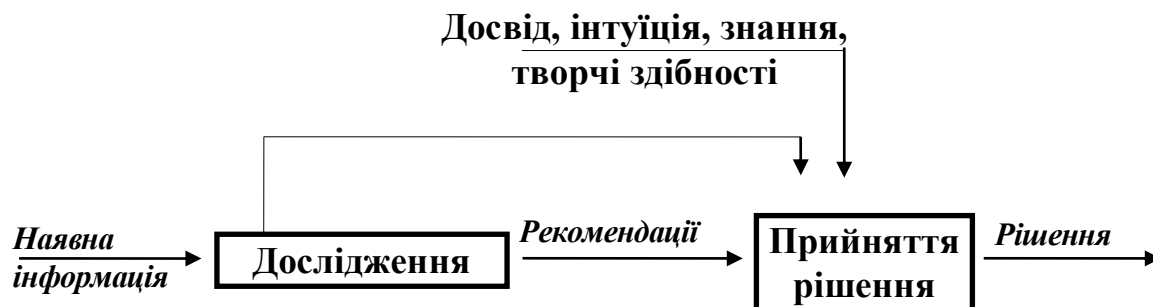 Досвід, інтуїція, знання,
творчі здібності
Наявна
інформація
Дослідження
Рекомендації
Прийняття
рішення
Рішення